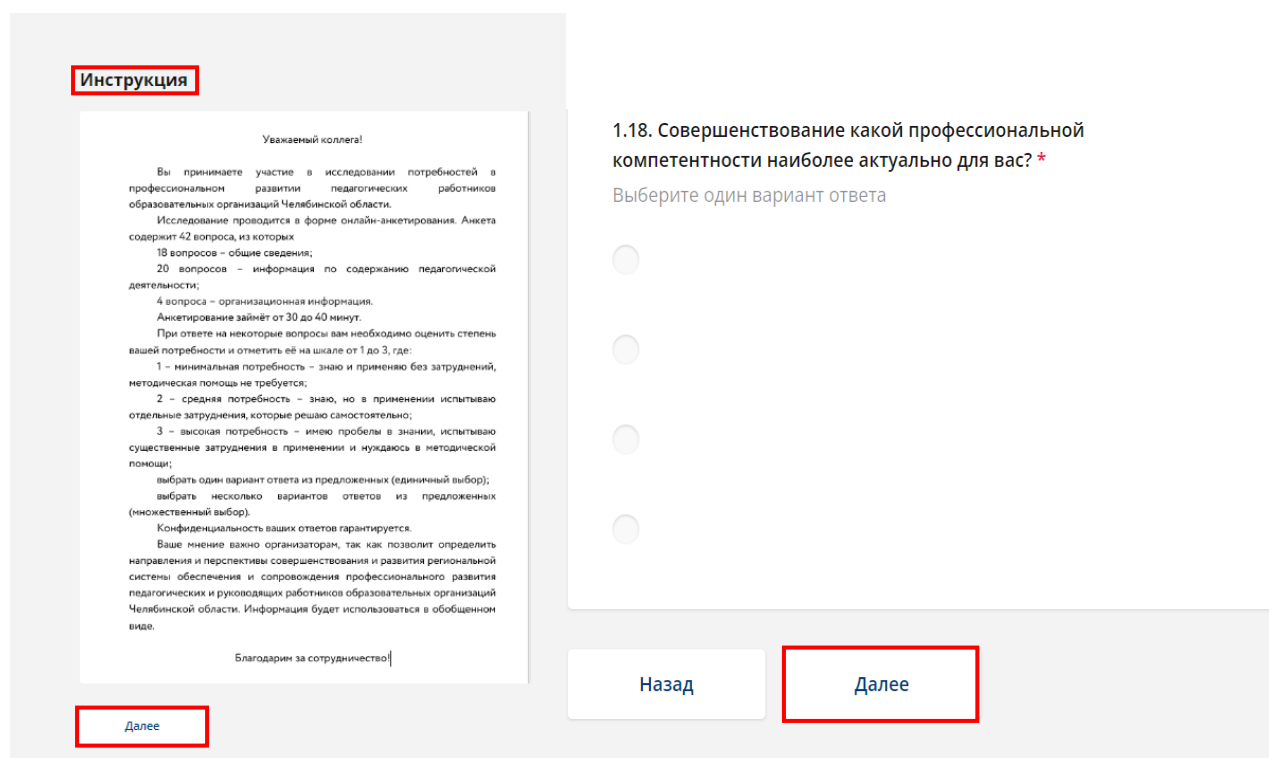 Инструкция
Уважаемый коллега!
Вы принимаете участие в исследовании потребностей в
профессиональном развитии педагогических работников
образовательных организаций Челябинской области.
Исследование проводится в форме онлайн-анкетирования. Анкета
содержит 42 вопроса, из которых
18 вопросов – общие сведения;
20 вопросов – информация по содержанию педагогической
деятельности;
4 вопроса – организационная информация.
Анкетирование займёт от 30 до 40 минут.
При ответе на некоторые вопросы вам необходимо оценить степень
вашей потребности и отметить её на шкале от 1 до 3, где:
1 – минимальная потребность – знаю и применяю без затруднений,
методическая помощь не требуется;
2 – средняя потребность – знаю, но в применении испытываю
отдельные затруднения, которые решаю самостоятельно;
3 – высокая потребность – имею пробелы в знании, испытываю
существенные затруднения в применении и нуждаюсь в методической
помощи;
выбрать один вариант ответа из предложенных (единичный выбор);
выбрать несколько вариантов ответов из предложенных
(множественный выбор).
Конфиденциальность ваших ответов гарантируется.
Ваше мнение важно организаторам, так как позволит определить
направления и перспективы совершенствования и развития региональной
системы обеспечения и сопровождения профессионального развития
педагогических и руководящих работников образовательных организаций
Челябинской области. Информация будет использоваться в обобщенном
виде.
Благодарим за сотрудничество!
Далее
1.18. Совершенствование какой профессиональной
компетентности наиболее актуально для вас? *
Выберите один вариант ответа
Назад
Далее